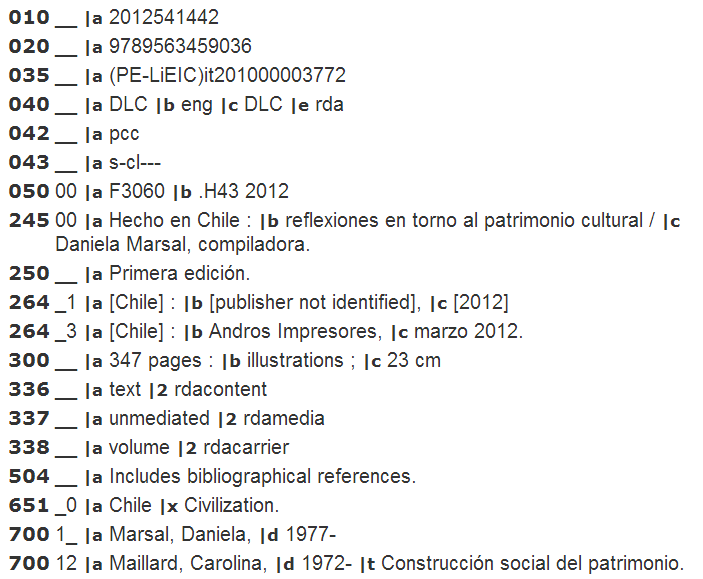 010 __ |a 2012541442
020 __ |a 9789563459036
035 __ |a (PE-LiEIC)it201000003772
040 __ |a DLC |b eng |c DLC |e rda
042 __ |a pcc
043 __ |a s-cl---
050 00 |a F3060 |b .H43 2012
245 00 |a Hecho en Chile : |b reflexiones en torno al patrimonio cultural / |c
Daniela Marsal, compiladora.
250 __ |a Primera edición.
264 _1 |a [Chile] : |b [publisher not identified], |c [2012]
264 _3 |a [Chile] : |b Andros Impresores, |c marzo 2012.
300 __ |a 347 pages : |b illustrations ; |c 23 cm
336 __ |a text |2 rdacontent
337 __ |a unmediated |2 rdamedia
338 __ |a volume |2 rdacarrier
504 __ |a Includes bibliographical references.
651 _0 |a Chile |x Civilization.
700 1_ |a Marsal, Daniela, |d 1977-
700 12 |a Maillard, Carolina, |d 1972- |t Construcción social del patrimonio.